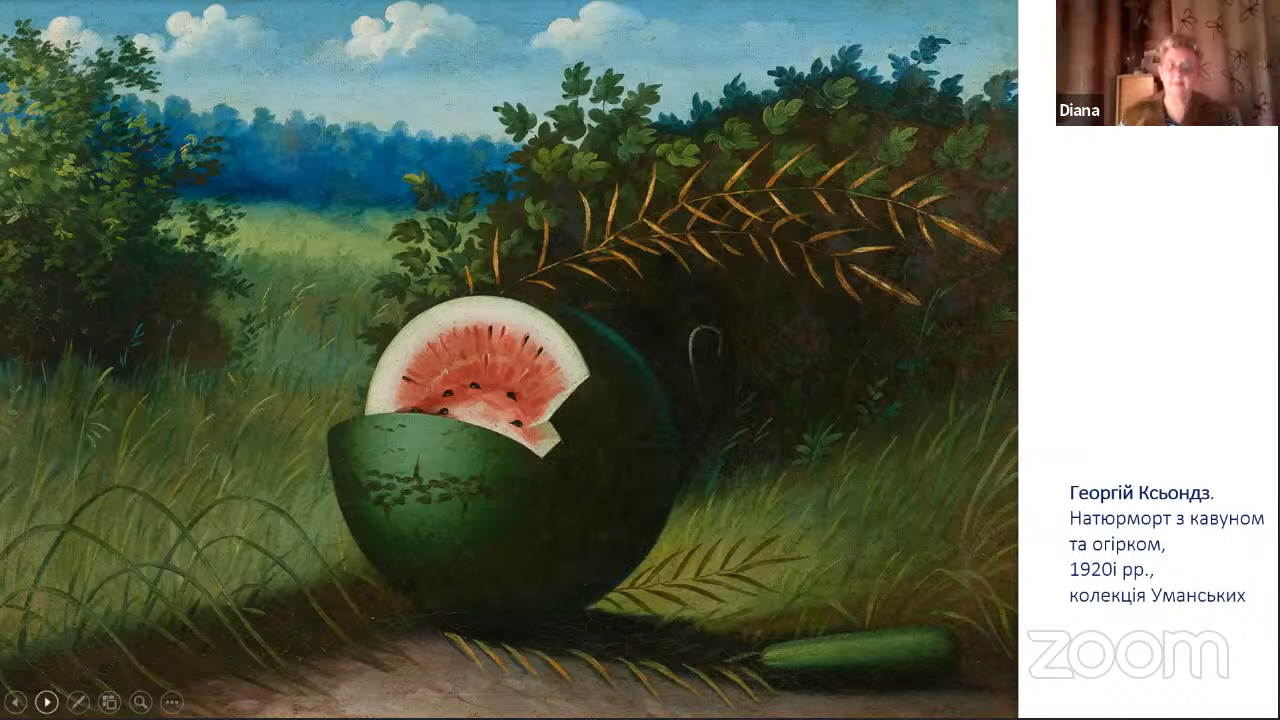 Diana
Георгій Ксьондз.
Натюрморт з кавуном
та огірком,
1920і рр.,
колекція Уманських
zoom